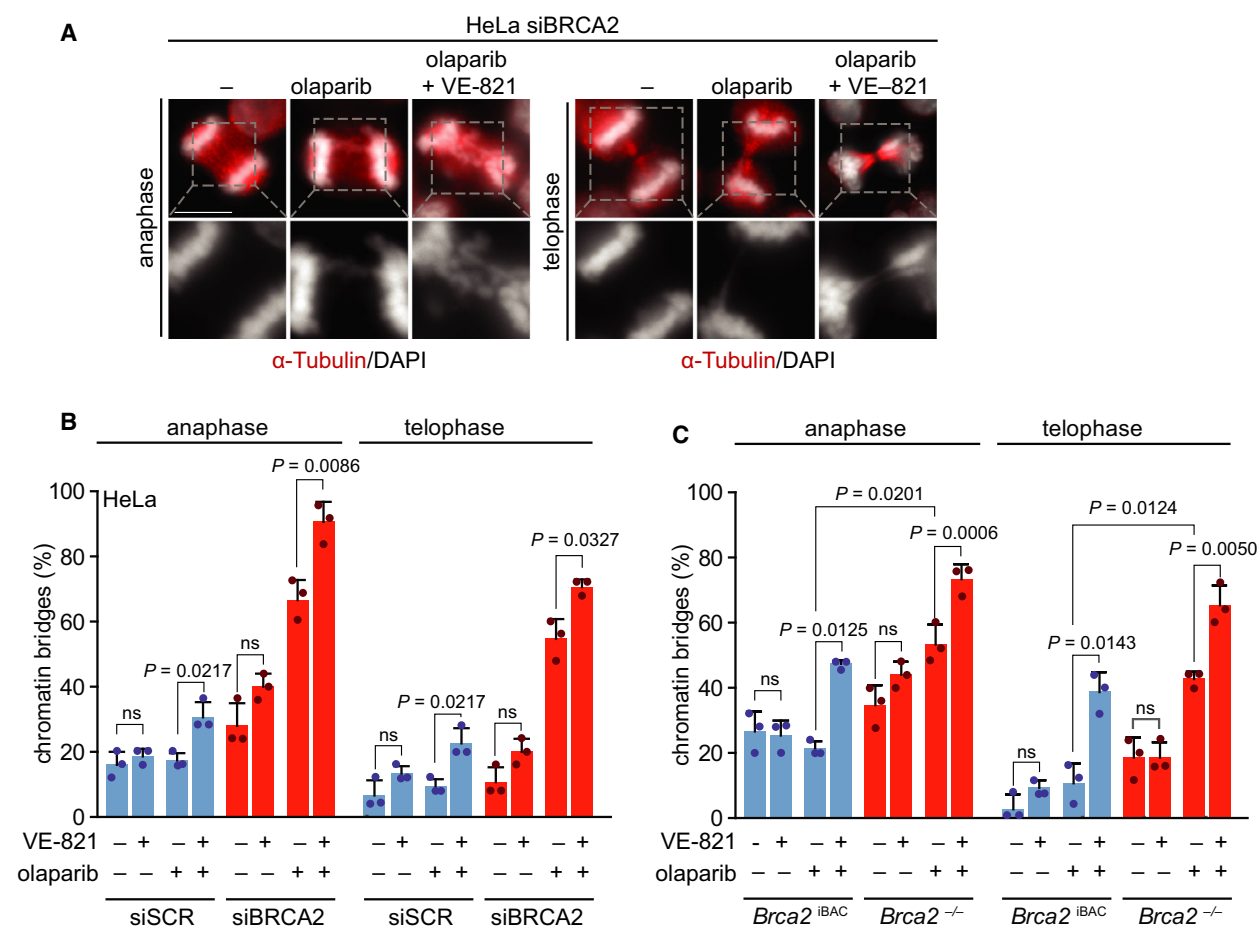 A
HeLa siBRCA2
–
olaparib
olaparib
+ VE-821
–
olaparib
olaparib
+ VE–821
anaphase
telophase
α-Tubulin/DAPI
α-Tubulin/DAPI
B
anaphase
telophase
HeLa
chromatin bridges (%)
100
80
60
40
20
0
ns
P = 0.0217
ns
P = 0.0086
ns
P = 0.0217
ns
P = 0.0327
VE-821 – + – + – + – + – + – + – + – +
olaparib – – + + – – + + – – + + – – + +
siSCR
siBRCA2
siSCR
siBRCA2
C
anaphase
telophase
chromatin bridges (%)
100
80
60
40
20
0
ns
P = 0.0125
P = 0.0201
ns
P = 0.0006
ns
P = 0.0143
P = 0.0124
ns
P = 0.0050
VE-821 - + – + – + – + – + – + – + – +
olaparib – – + + – – + + – – + + – – + +
Brca2 iBAC
Brca2 –/–
Brca2 iBAC
Brca2 –/–